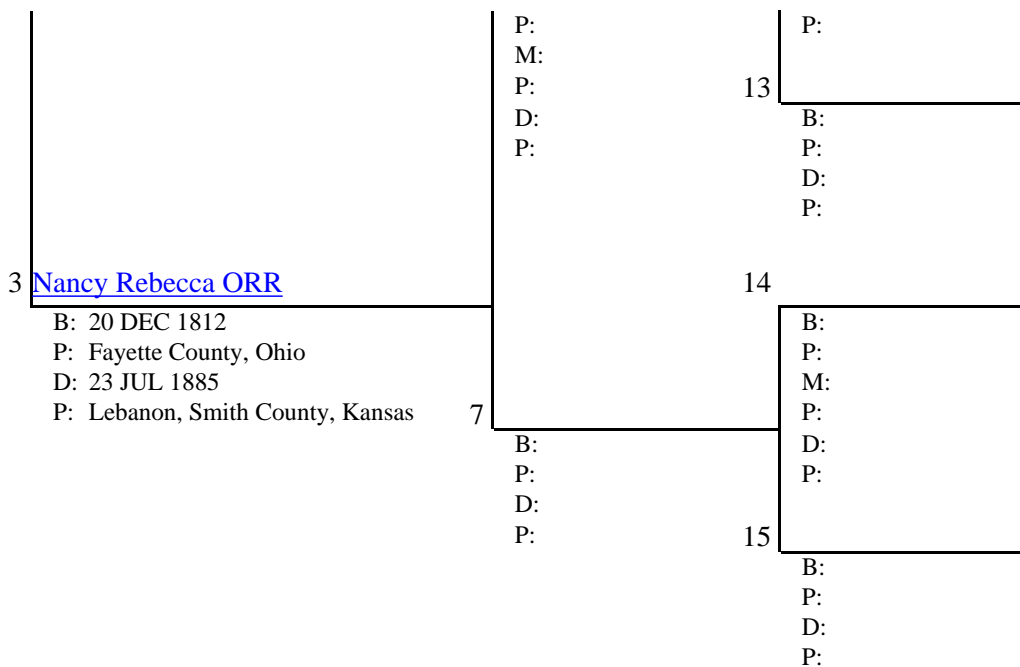 P:
M:
P:
D:
P:
P:
13
B:
P:
D:
P:
3 Nancy Rebecca ORR
B: 20 DEC 1812
P: Fayette County, Ohio
D: 23 JUL 1885
P: Lebanon, Smith County, Kansas
7
B:
P:
D:
P:
14
B:
P:
M:
P:
D:
P:
15
B:
P:
D:
P: